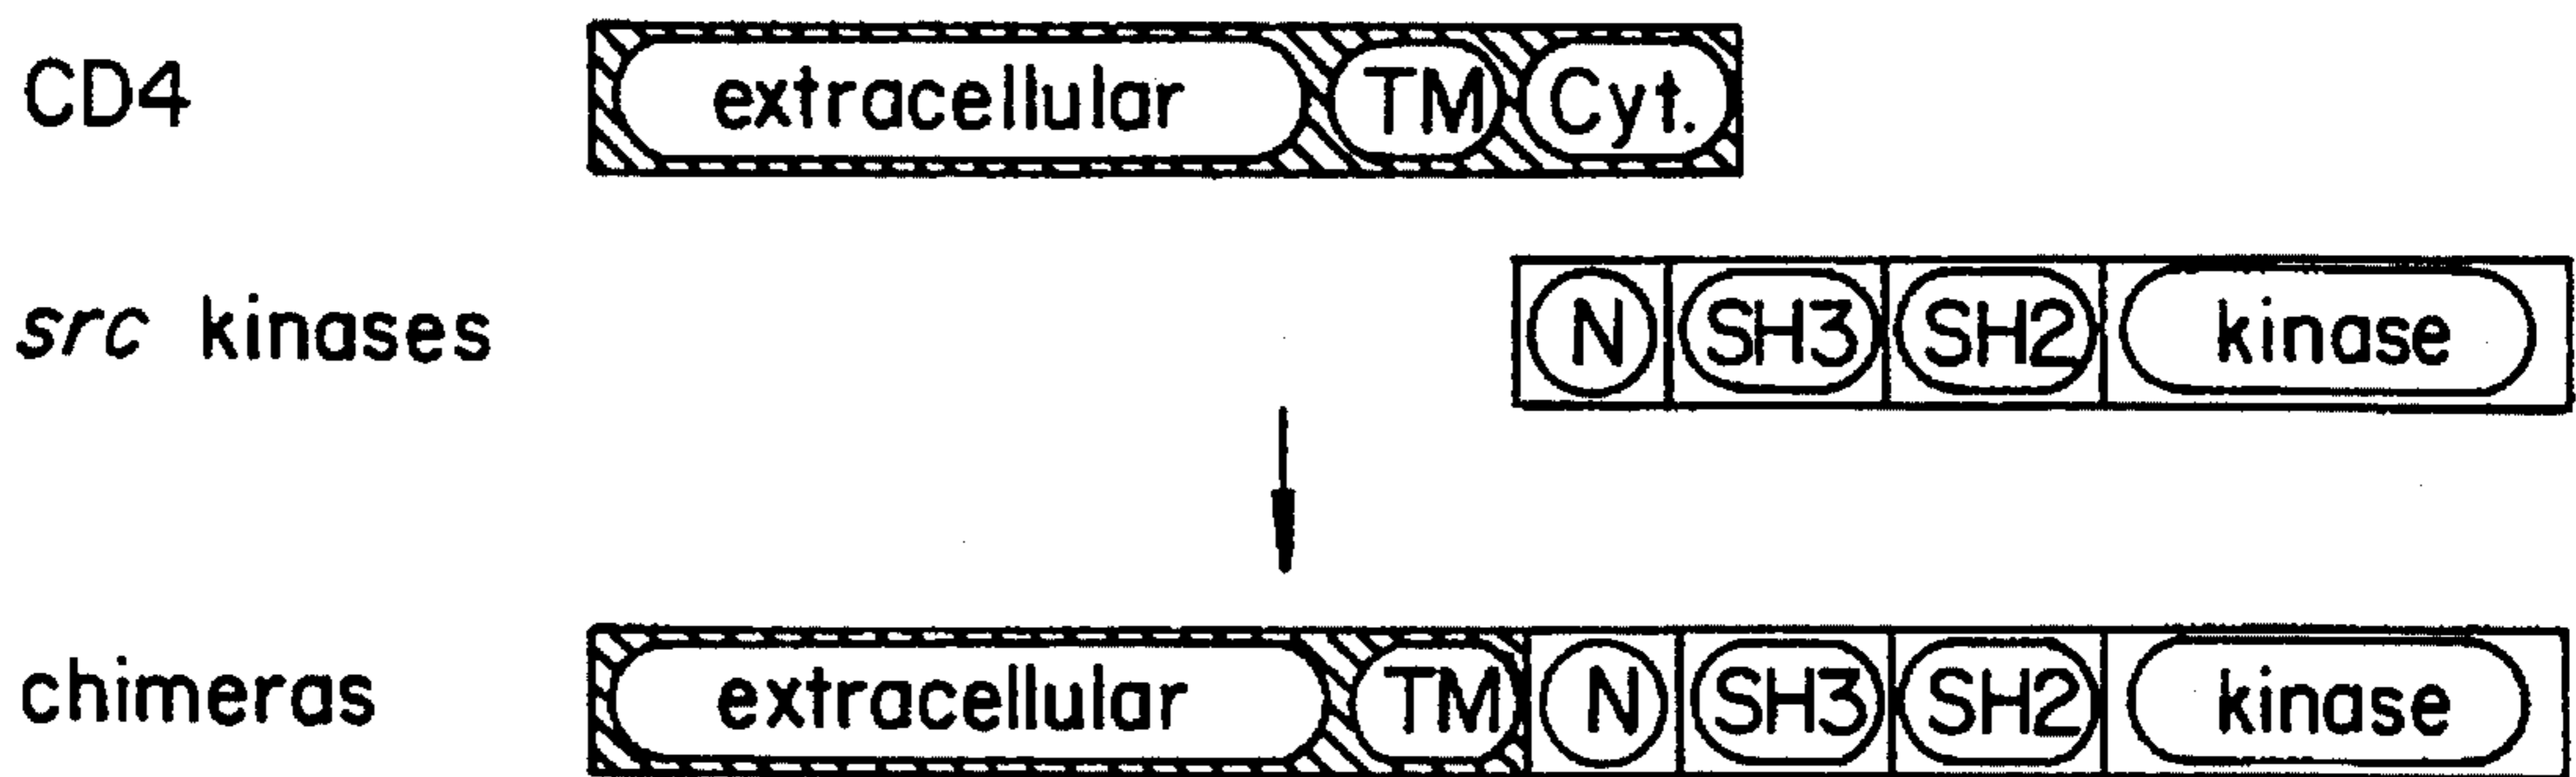 CD4 extracellular TM Cyt.
src kinases N SH3 SH2 kinase
chimeras extracellular TM N SH3 SH2 kinase